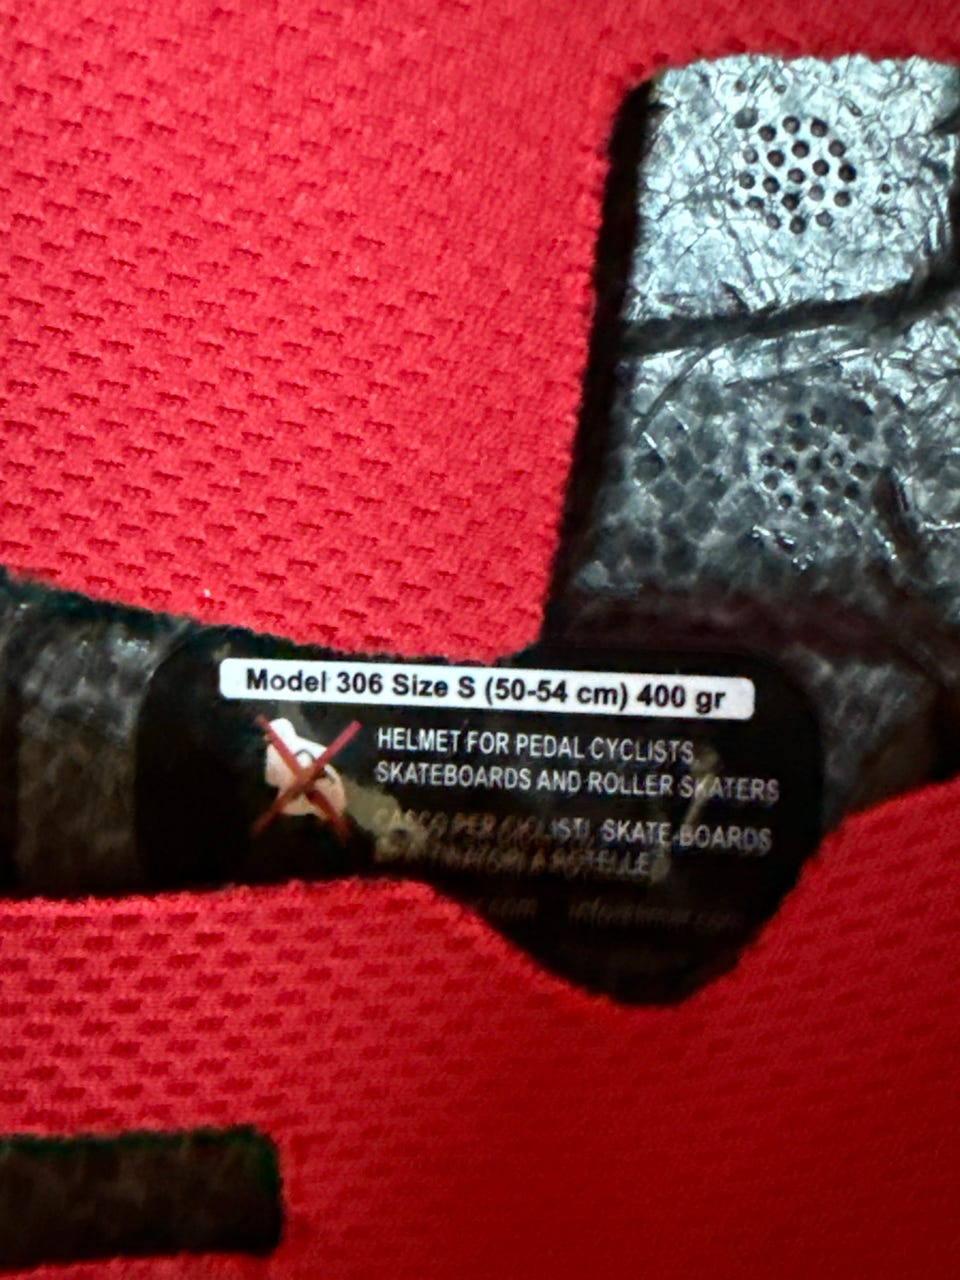 Model 306 Size S (50-54 cm) 400 gr
HELMET FOR PEDAL CYCLISTS,
SKATEBOARDS AND ROLLER SKATERS
CASCO PER CICLISTI, SKATE-BOARDS
A ROTELLE